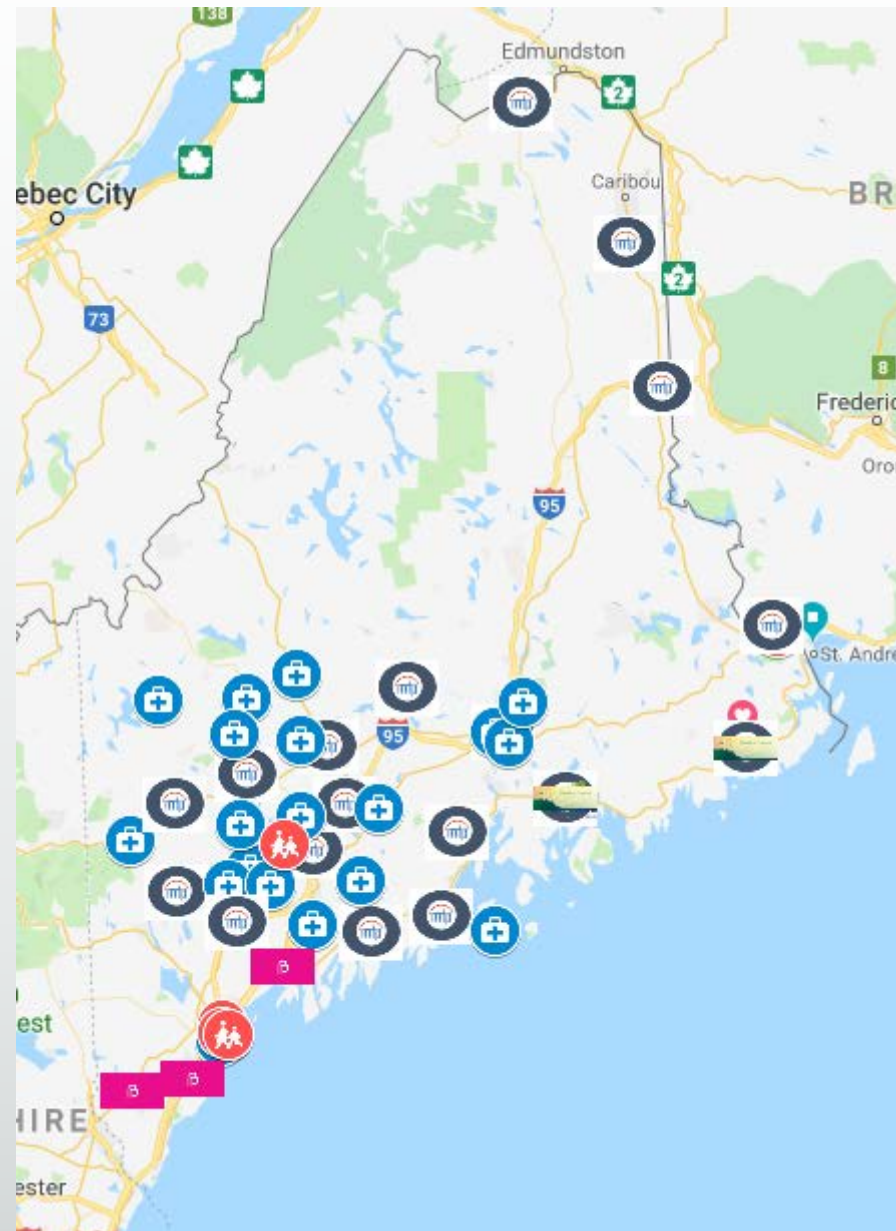 138
Edmundston
2
ebec City
Caribou
BR
2
73
8
Frederic
Oro
95
St. Andre
95
est
HIRE
ester